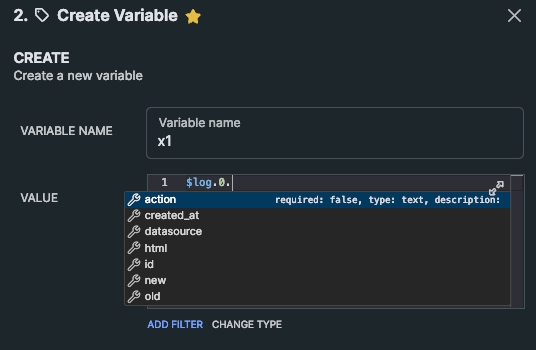 2. Create Variable
CREATE
Create a new variable
VARIABLE NAME
Variable name
x1
VALUE
1 $log.0.
action required: false, type: text, description:
created_at
datasource
html
id
new
old
ADD FILTER CHANGE TYPE